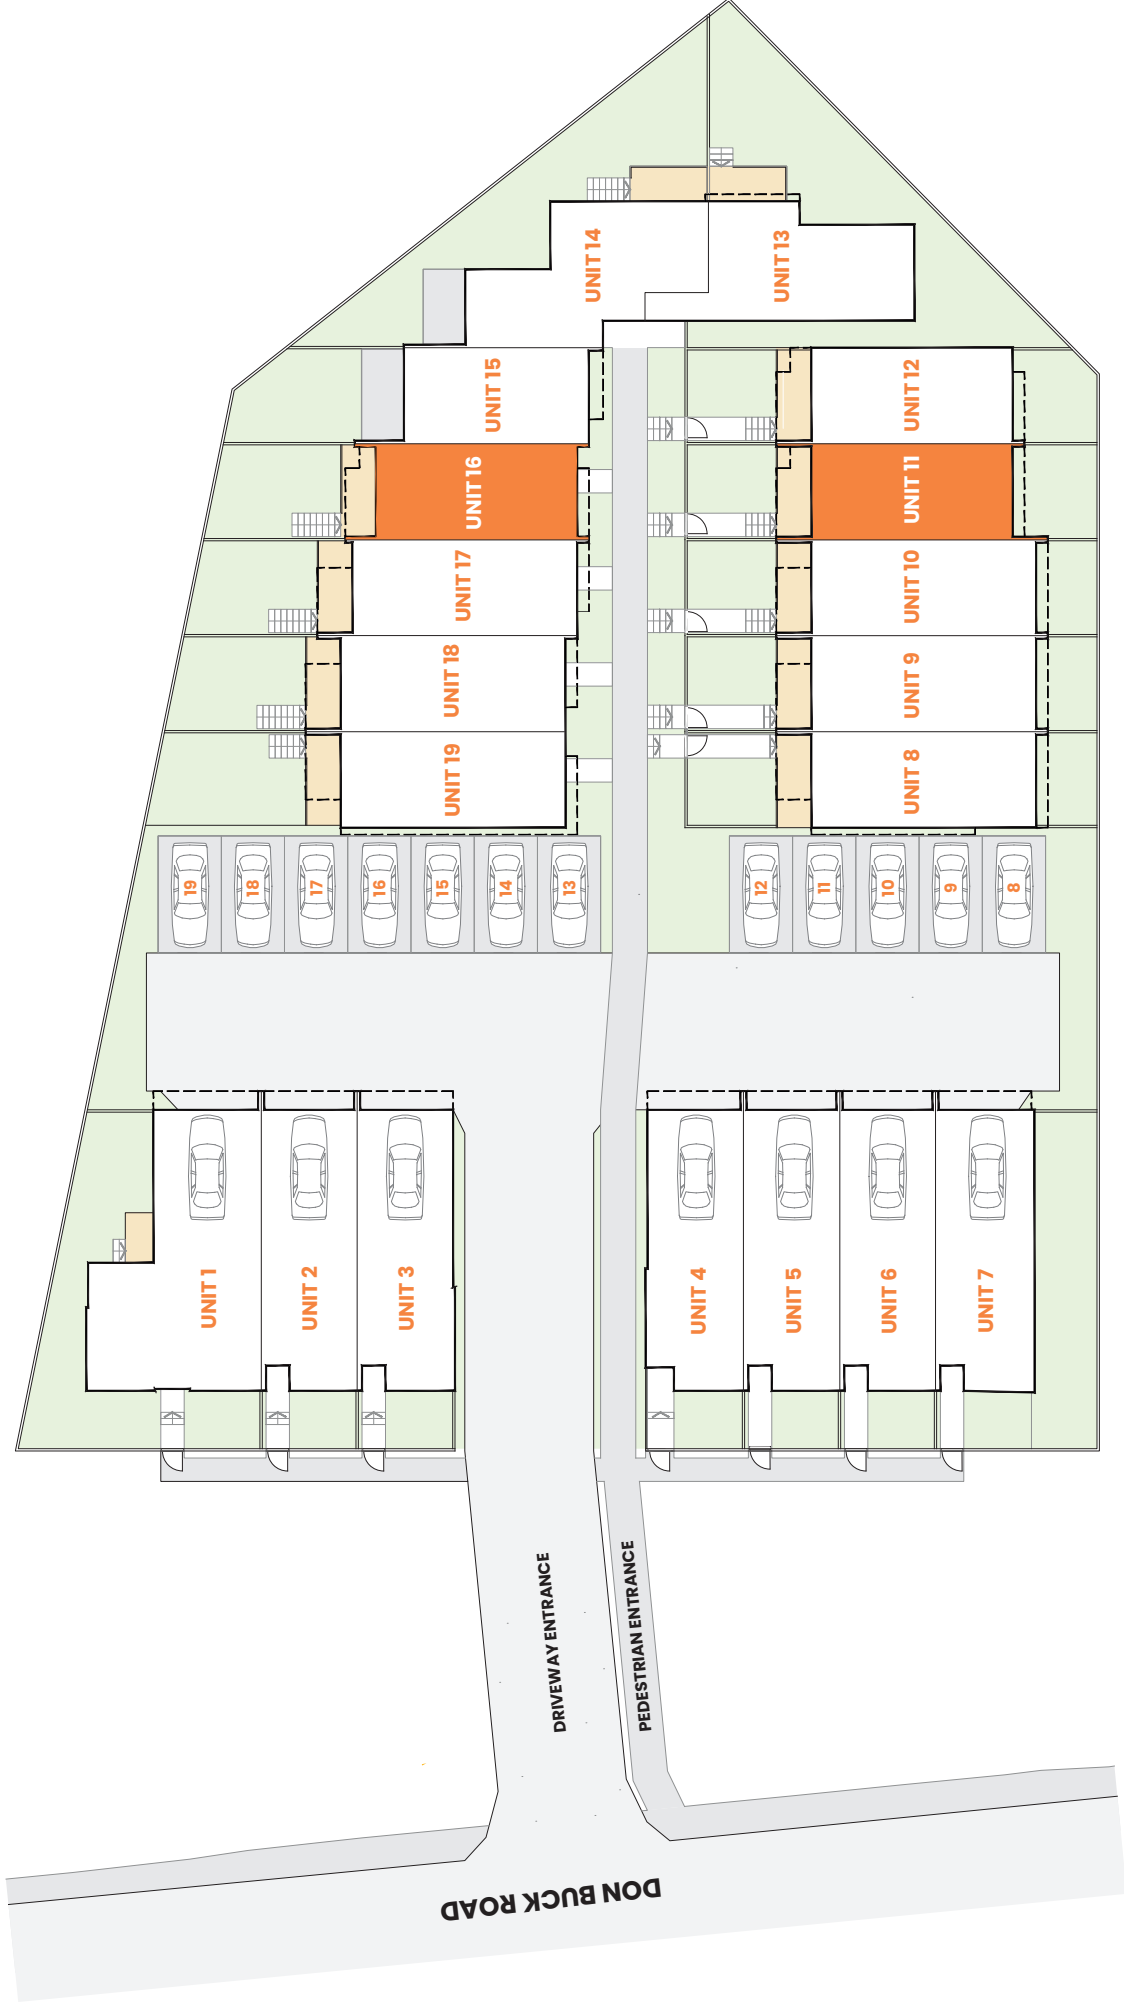 UNIT 14
UNIT 13
UNIT 15
UNIT 12
UNIT 16
UNIT 11
UNIT 17
UNIT 10
UNIT 18
UNIT 9
UNIT 19
UNIT 8
19
18
17
16
15
14
13
12
11
10
9
8
UNIT 1
UNIT 2
UNIT 3
UNIT 4
UNIT 5
UNIT 6
UNIT 7
DRIVEWAY ENTRANCE
PEDESTRIAN ENTRANCE
DON BUCK ROAD